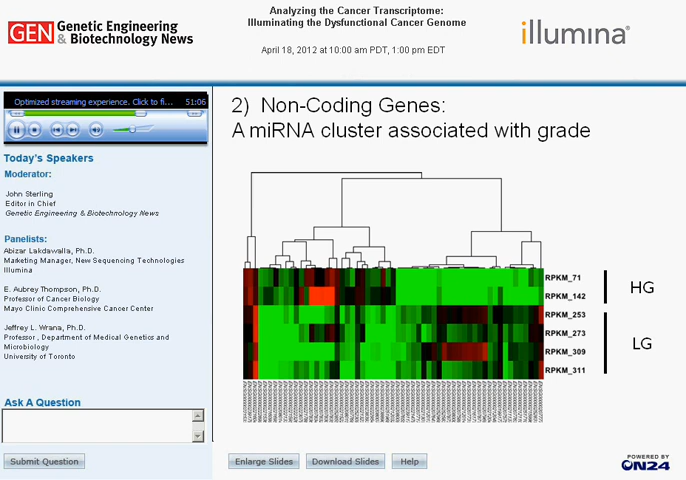 GEN Genetic Engineering
& Biotechnology News
Analyzing the Cancer Transcriptome:
Illuminating the Dysfunctional Cancer Genome
April 18, 2012 at 10:00 am PDT, 1:00 pm EDT
illumina®
Optimized streaming experience. Click to fi... 51:06
Today's Speakers
Moderator:
John Sterling
Editor in Chief
Genetic Engineering & Biotechnology News
Panelists:
Abizar Lakdawalla, Ph.D.
Marketing Manager, New Sequencing Technologies
Illumina
E. Aubrey Thompson, Ph.D.
Professor of Cancer Biology
Mayo Clinic Comprehensive Cancer Center
Jeffrey L. Wrana, Ph.D.
Professor , Department of Medical Genetics and
Microbiology
University of Toronto
Ask A Question
Submit Question
2) Non-Coding Genes:
A miRNA cluster associated with grade
RPKM_71
RPKM_142
RPKM_253
RPKM_273
RPKM_309
RPKM_311
HG
LG
Enlarge Slides
Download Slides
Help
POWERED BY
ON24